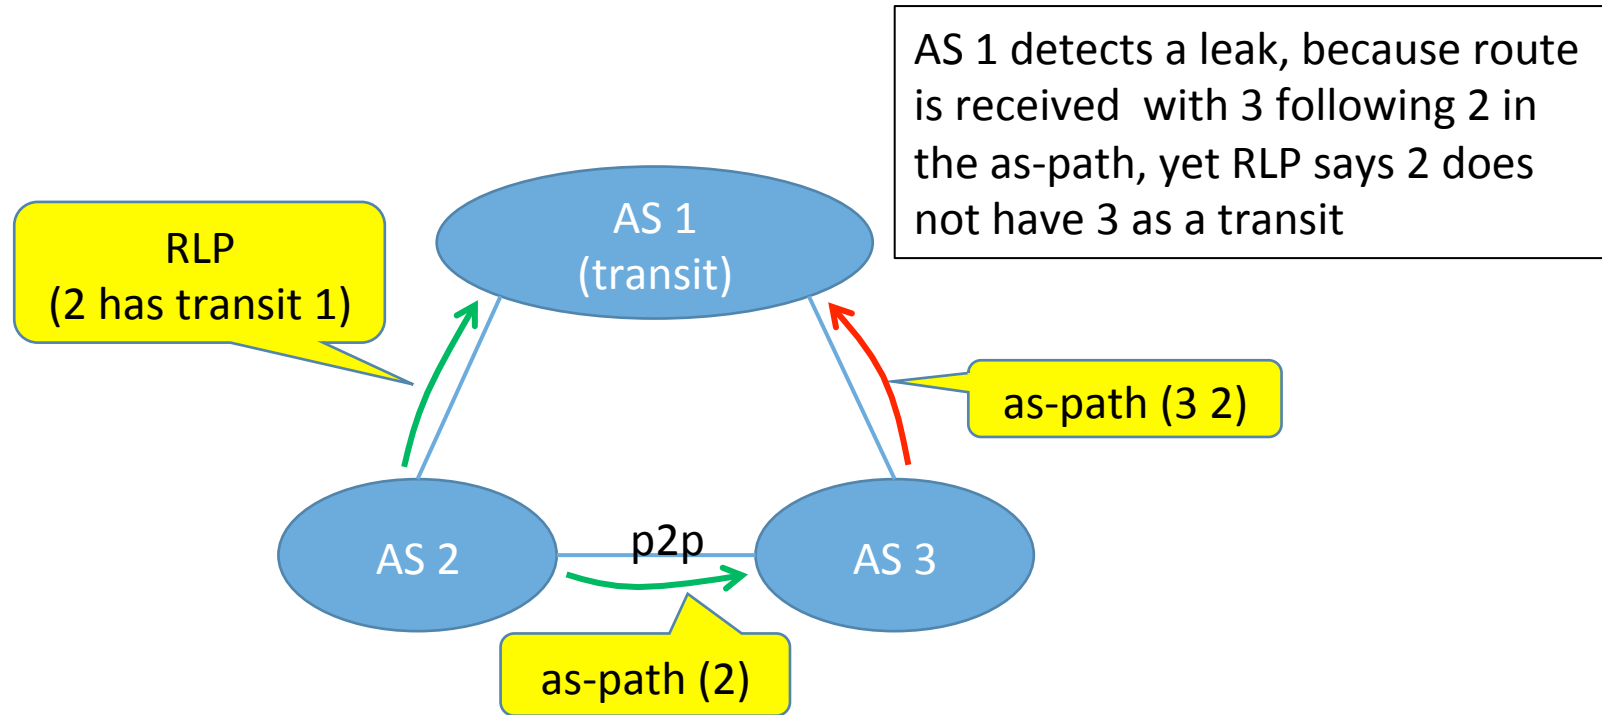 AS 1 detects a leak, because route
is received  with 3 following 2 in
the as-path, yet RLP says 2 does
not have 3 as a transit
RLP
(2 has transit 1)
AS 1
(transit)
as-path (3 2)
AS 2
p2p
AS 3
as-path (2)